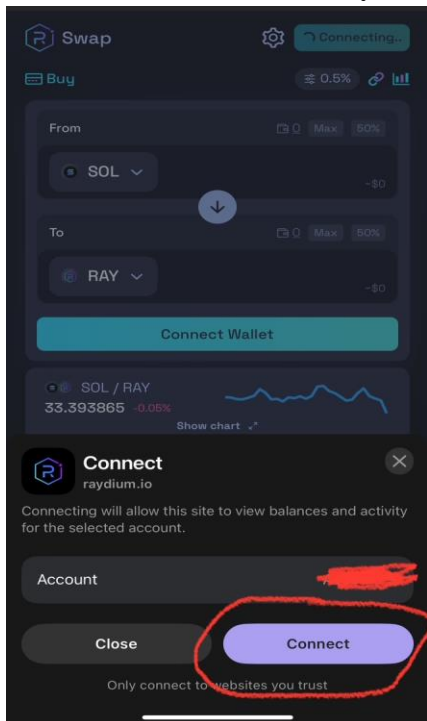 Swap
Connecting..
Buy
0.5%
From
0 Max 50%
SOL
~$0
To
0 Max 50%
RAY
~$0
Connect Wallet
SOL / RAY
33.393865 -0.05%
Show chart
Connect
raydium.io
Connecting will allow this site to view balances and activity
for the selected account.
Account
Close Connect
Only connect to websites you trust